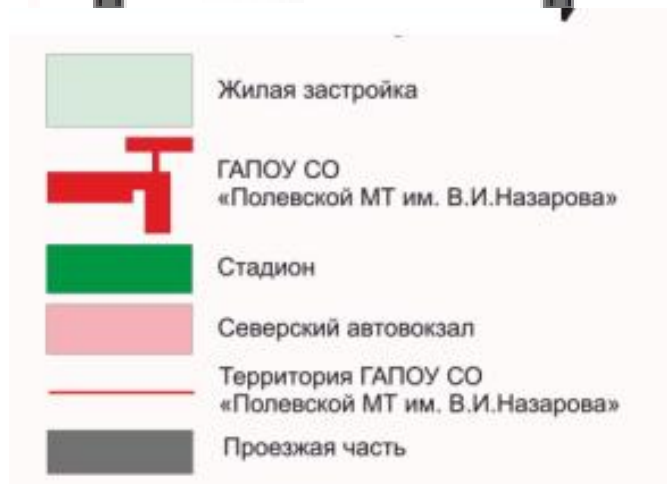 Жилая застройка
ГАПОУ СО
«Полевской МТ им. В.И.Назарова»
Стадион
Северский автовокзал
Территория ГАПОУ СО
«Полевской МТ им. В.И.Назарова»
Проезжая часть